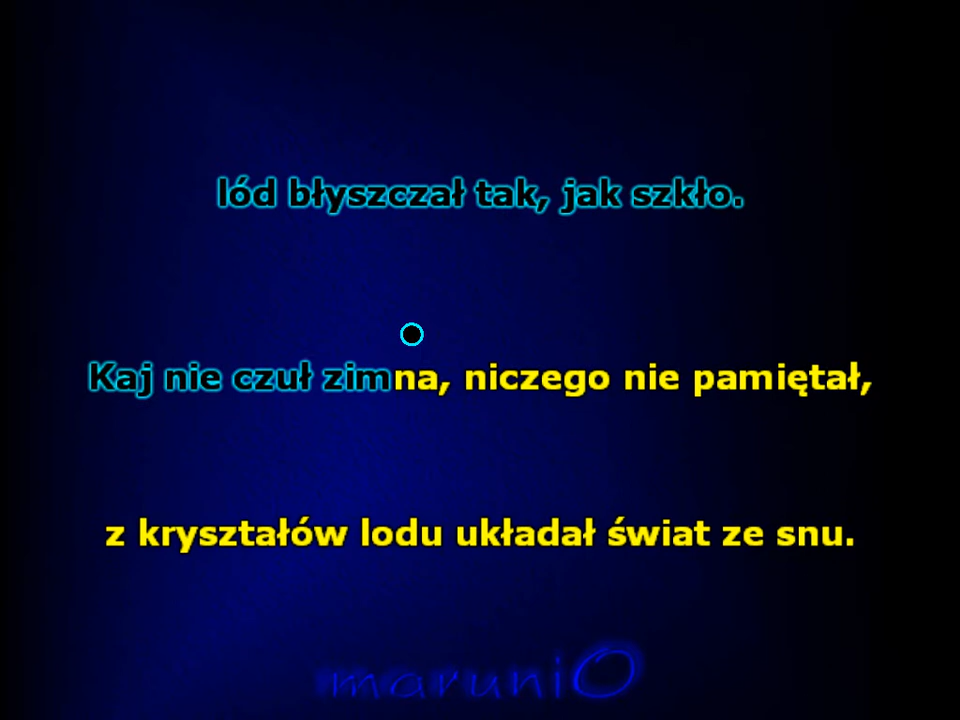 lód błyszczał tak, jak szkło.
Kaj nie czuł zimna, niczego nie pamiętał,
z kryształów lodu układał świat ze snu.
maruniO